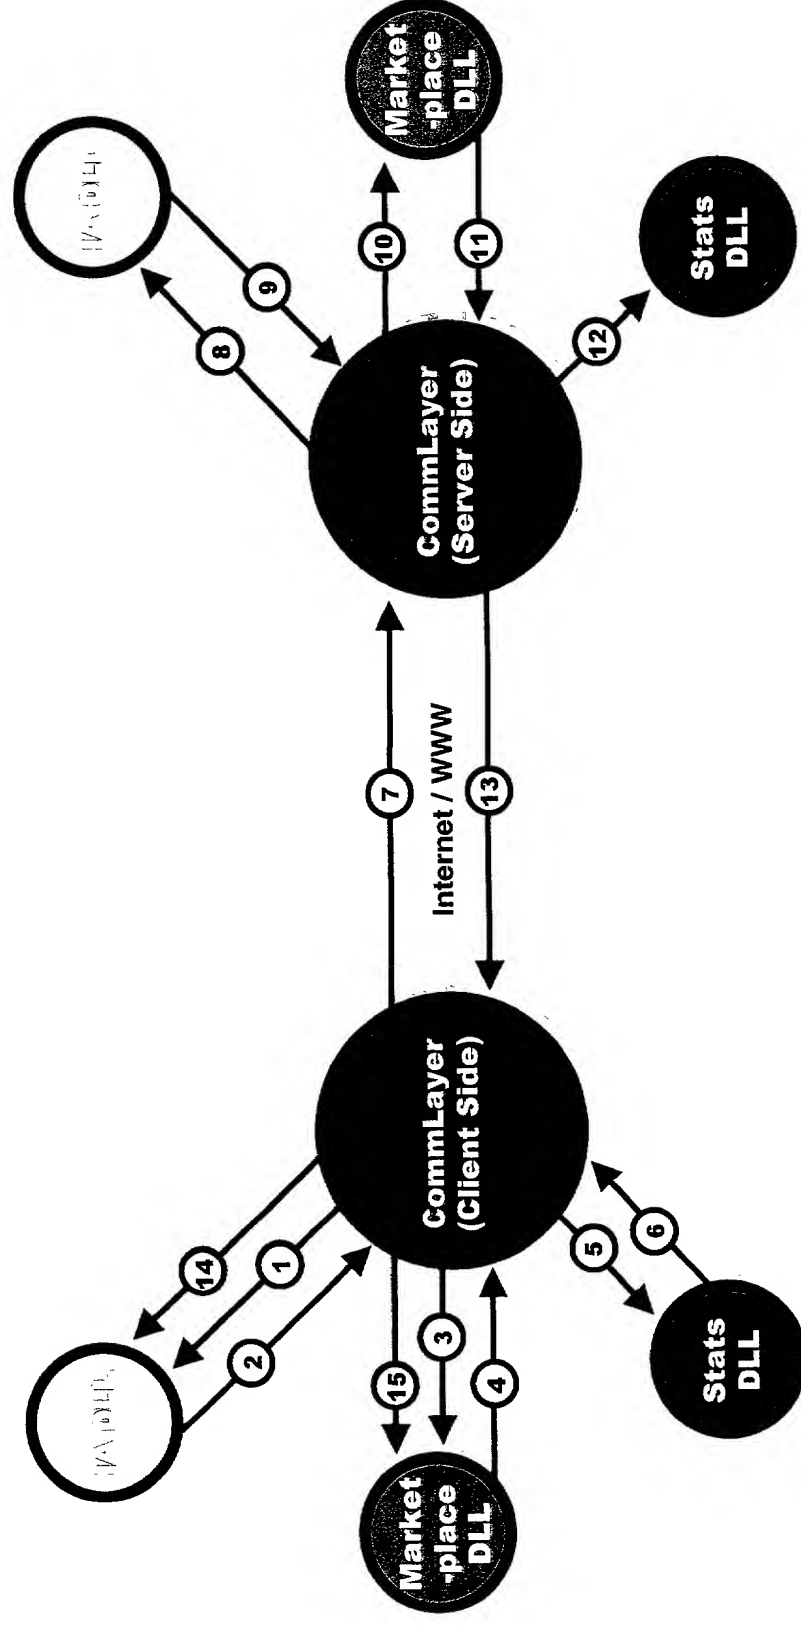 14
1
2
15
3
4
5
6
Market
-place
DLL
Stats
DLL
CommLayer
(Client Side)
7
Internet / WWW
13
CommLayer
(Server Side)
8
9
10
11
12
Market
-place
DLL
Stats
DLL